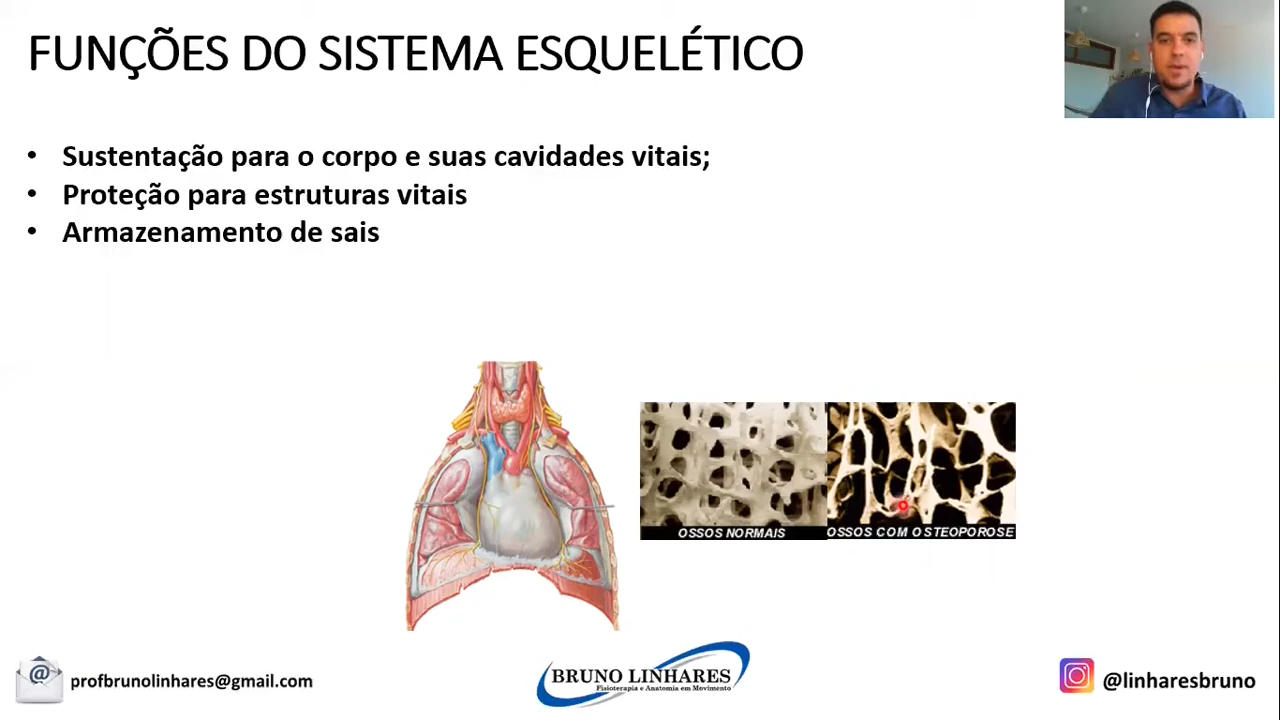 FUNÇÕES DO SISTEMA ESQUELÉTICO
• Sustentação para o corpo e suas cavidades vitais;
• Proteção para estruturas vitais
• Armazenamento de sais
OSSOS NORMAIS
OSSOS COM OSTEOPOROSE
@
profbrunolinhares@gmail.com
BRUNO LINHARES
Fisioterapia e Anatomia em Movimento
@linharesbruno